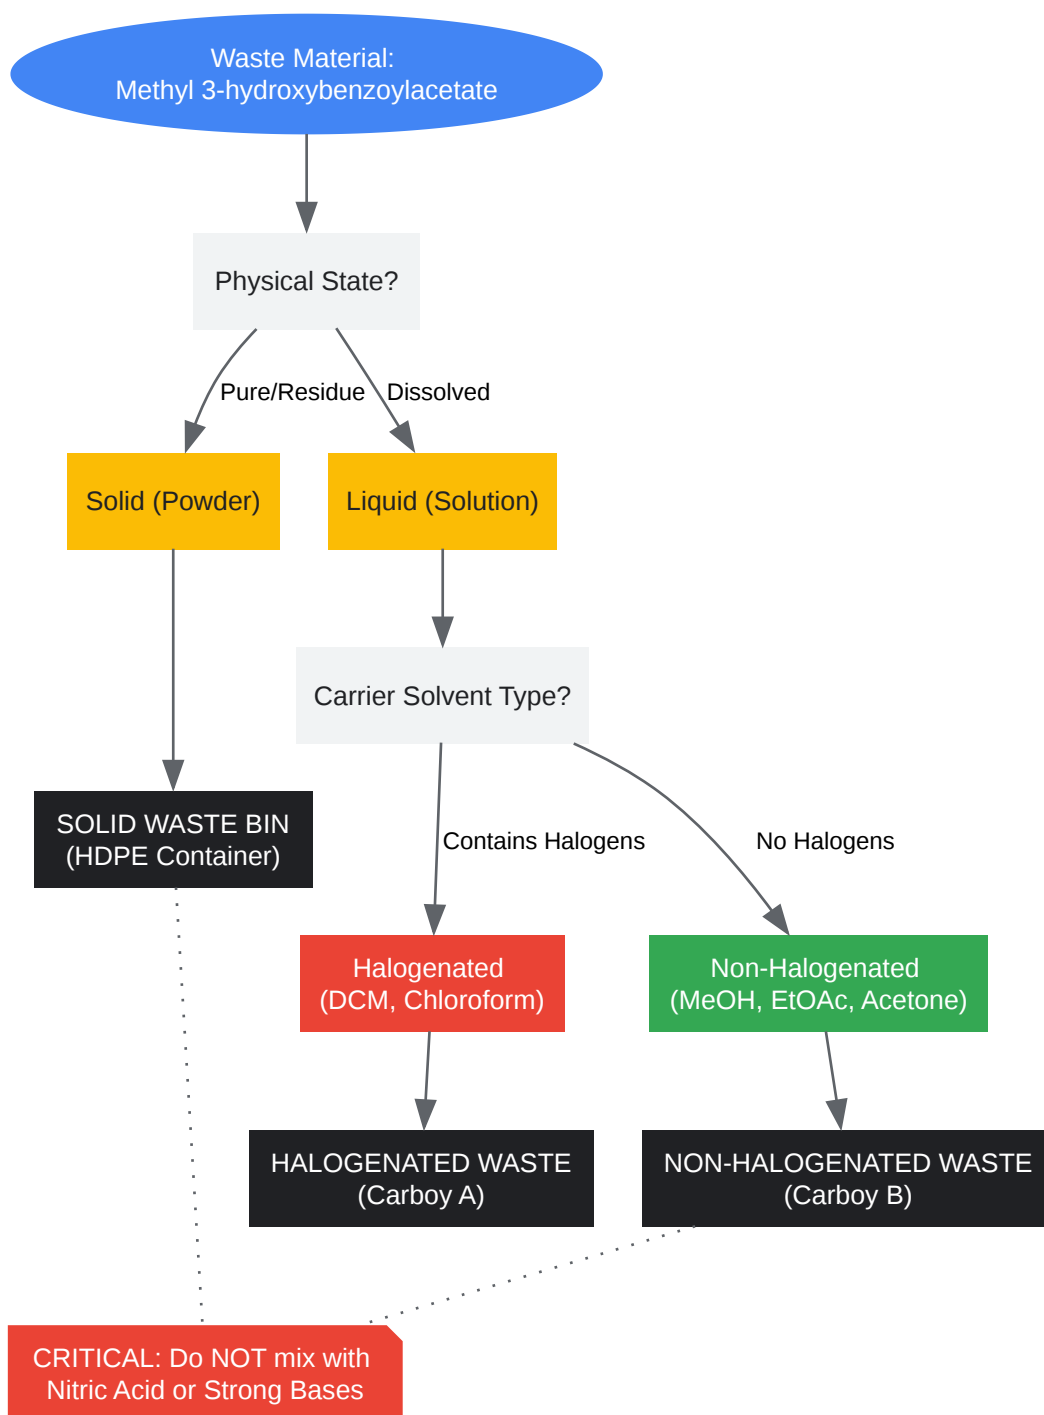 Waste Material:
Methyl 3-hydroxybenzoylacetate
Physical State?
Pure/Residue
Dissolved
Solid (Powder)
Liquid (Solution)
Carrier Solvent Type?
SOLID WASTE BIN
(HDPE Container)
Contains Halogens
No Halogens
Halogenated
(DCM, Chloroform)
Non-Halogenated
(MeOH, EtOAc, Acetone)
HALOGENATED WASTE
(Carboy A)
NON-HALOGENATED WASTE
(Carboy B)
CRITICAL: Do NOT mix with
Nitric Acid or Strong Bases